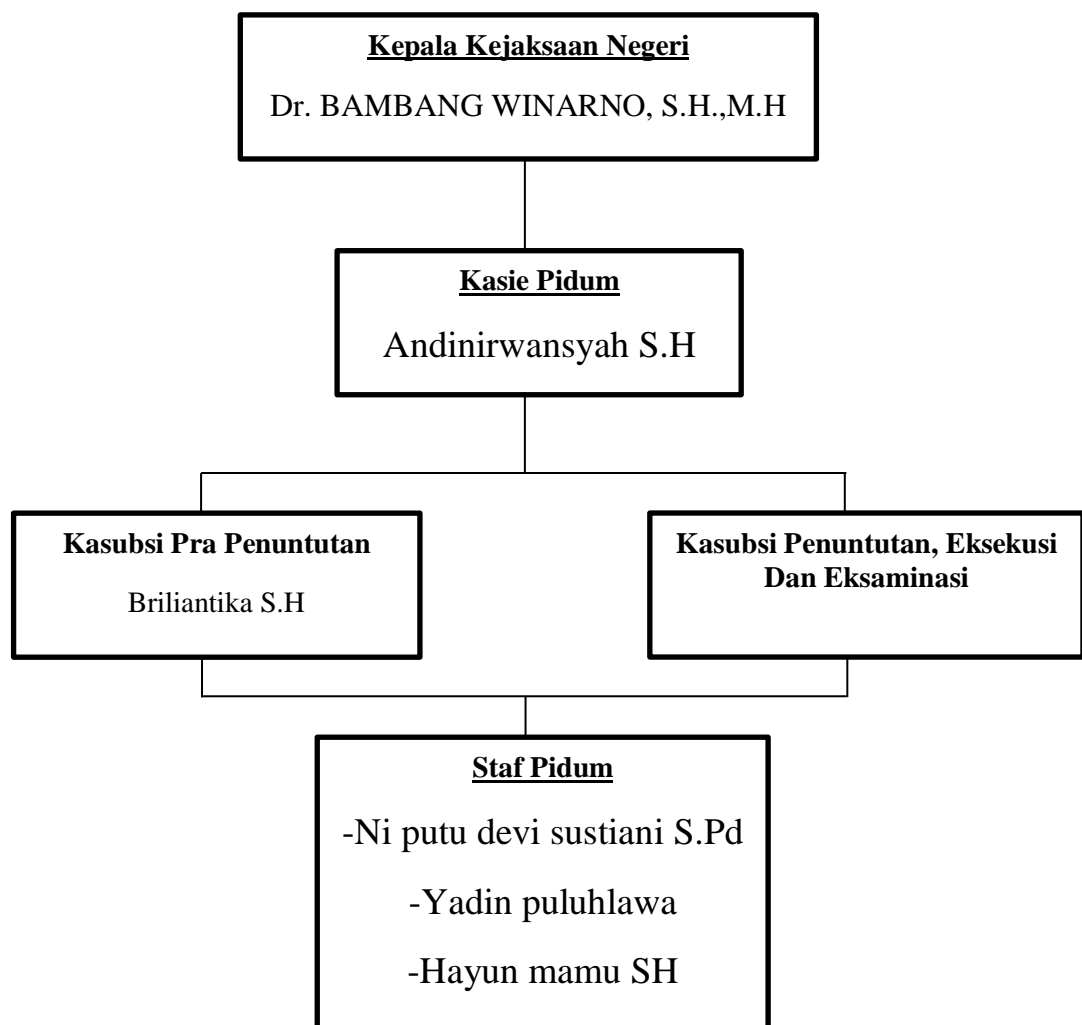 Kepala Kejaksaan Negeri
Dr. BAMBANG WINARNO, S.H.,M.H
Kasie Pidum
Andinirwansyah S.H
Kasubsi Pra Penuntutan
Briliantika S.H
Kasubsi Penuntutan, Eksekusi
Dan Eksaminasi
Staf Pidum
-Ni putu devi sustiani S.Pd
-Yadin puluhlawa
-Hayun mamu SH